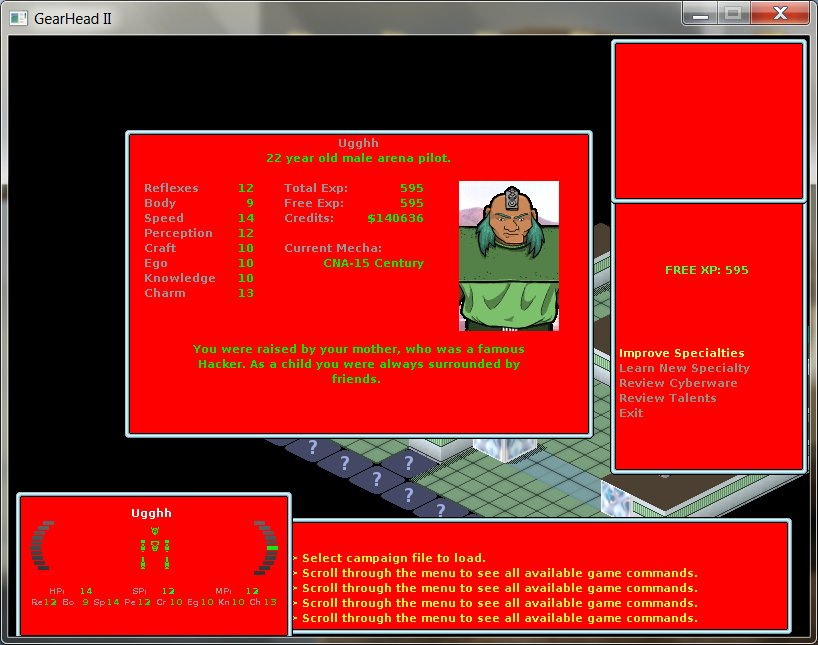 GearHead II
Ugghh
22 year old male arena pilot.
Reflexes 12 Total Exp: 595
Body 9 Free Exp: 595
Speed 14 Credits: $140636
Perception 12
Craft 10 Current Mecha:
Ego 10 CNA-15 Century
Knowledge 10
Charm 13
You were raised by your mother, who was a famous
Hacker. As a child you were always surrounded by
friends.
FREE XP: 595
Improve Specialties
Learn New Specialty
Review Cyberware
Review Talents
Exit
? ?
? ?
? ?
?
Ugghh
HP: 14 SP: 12 MP: 12
Re12 Bo 9 Sp14 Pe12 Cr10 Eg10 Kn10 Ch13
> Select campaign file to load.
> Scroll through the menu to see all available game commands.
> Scroll through the menu to see all available game commands.
> Scroll through the menu to see all available game commands.
> Scroll through the menu to see all available game commands.